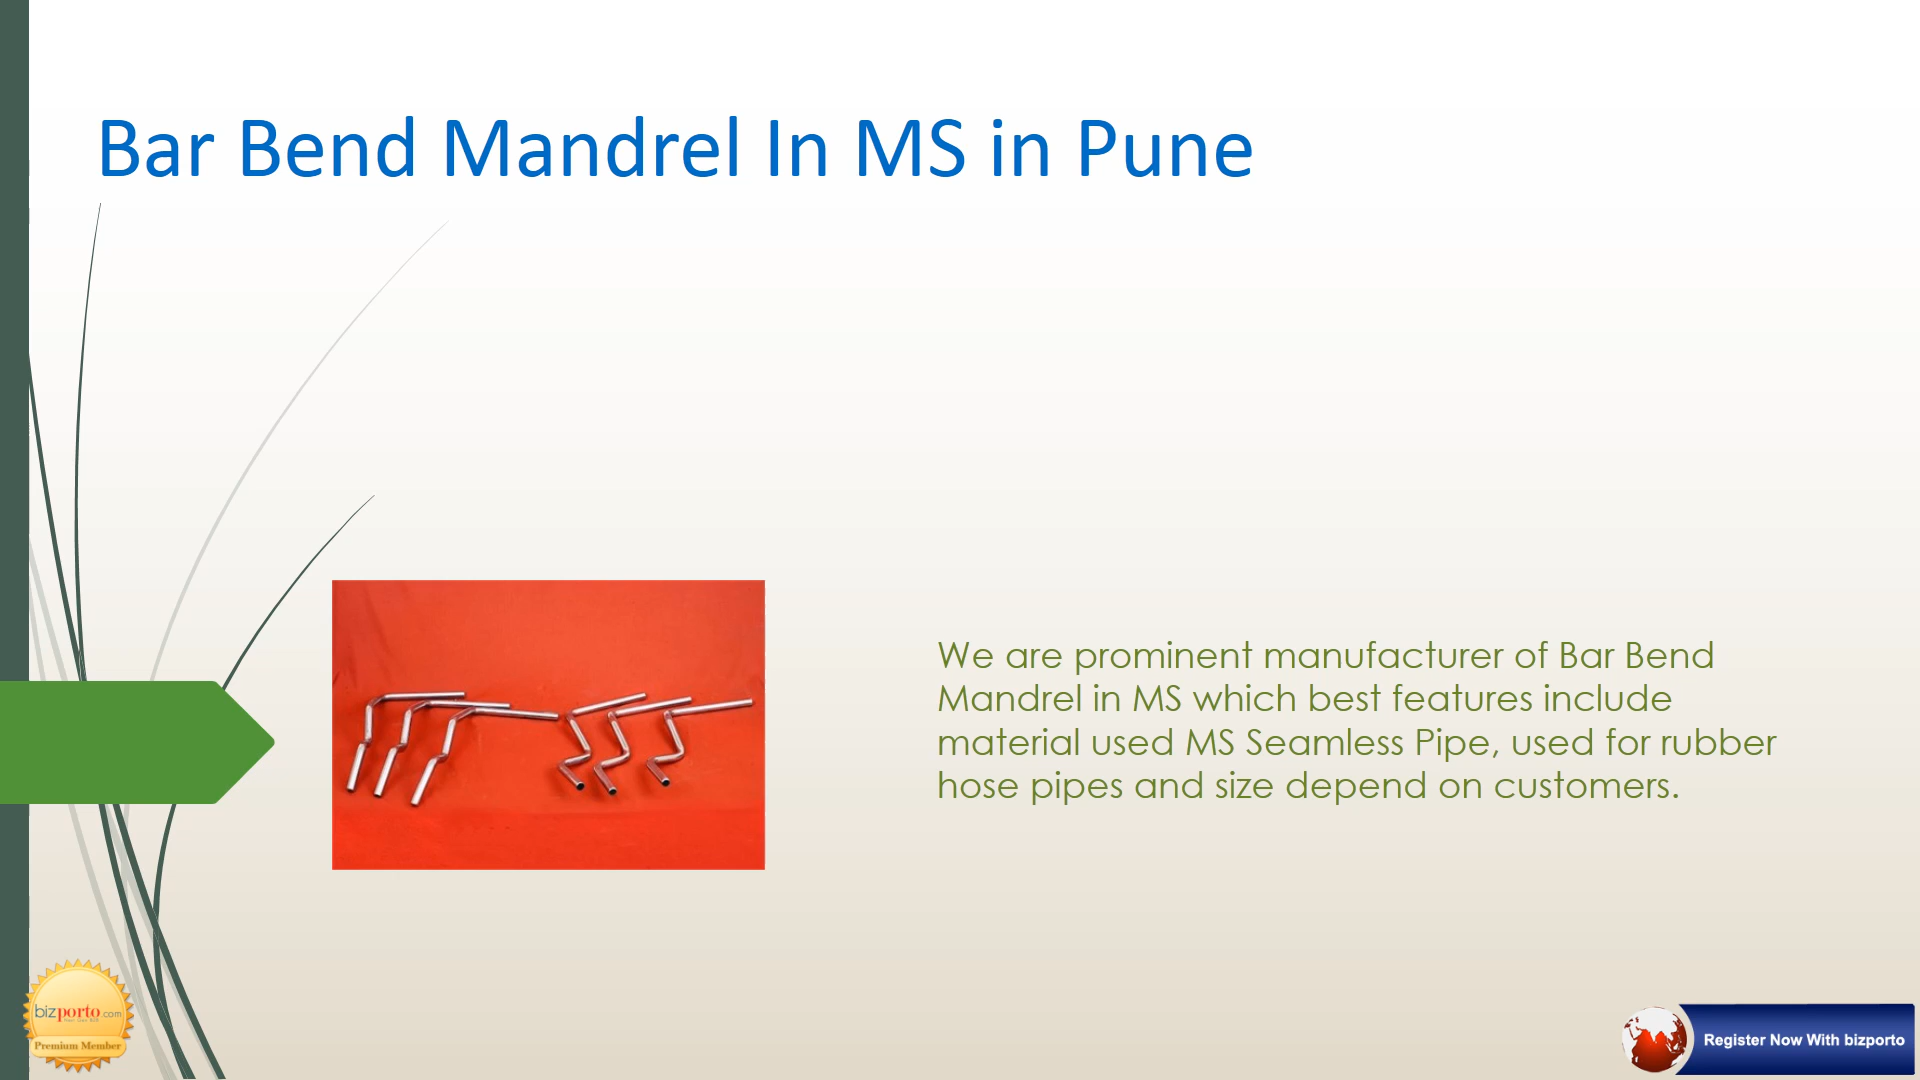 Bar Bend Mandrel In MS in Pune
We are prominent manufacturer of Bar Bend
Mandrel in MS which best features include
material used MS Seamless Pipe, used for rubber
hose pipes and size depend on customers.
bizporto.com
Premium Member
Register Now With bizporto